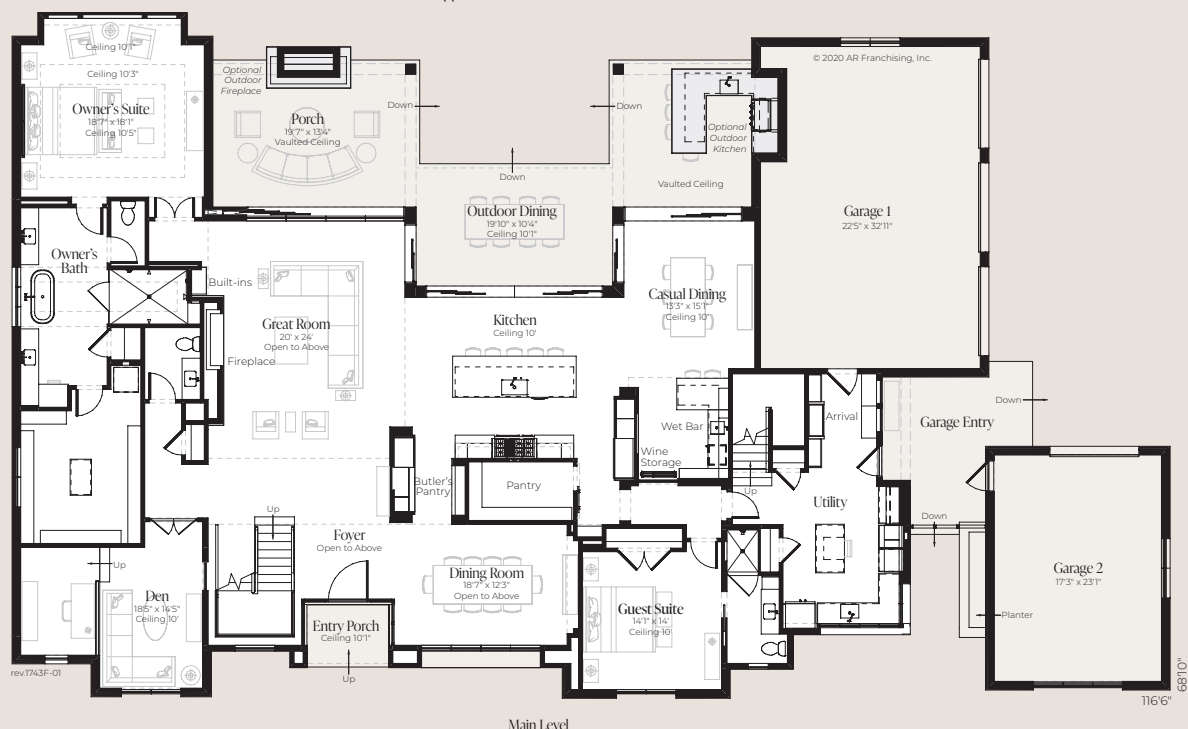 Ceiling 10'1"
Ceiling 10'3"
Owner's Suite
18'7" x 18'1"
Ceiling 10'5"
Optional
Outdoor
Fireplace
Porch
19'7" x 13'4"
Vaulted Ceiling
Down
Down
Down
Optional
Outdoor
Kitchen
Vaulted Ceiling
© 2020 AR Franchising, Inc.
Garage 1
22'5" x 32'11"
Outdoor Dining
19'10" x 10'4"
Ceiling 10'1"
Owner's
Bath
Built-ins
Great Room
20' x 24'
Open to Above
Fireplace
Kitchen
Ceiling 10'
Casual Dining
13'3" x 15'1"
Ceiling 10'
Wet Bar
Wine
Storage
Arrival
Down
Garage Entry
Butler's
Pantry
Pantry
Up
Utility
Up
Foyer
Open to Above
Down
Up
Den
18'5" x 14'5"
Ceiling 10'
Dining Room
18'7" x 12'3"
Open to Above
Garage 2
17'3" x 23'1"
Entry Porch
Ceiling 10'1"
Up
Guest Suite
14'1" x 14'
Ceiling 10'
Planter
rev.1743F-01
68'10"
116'6"
Main Level